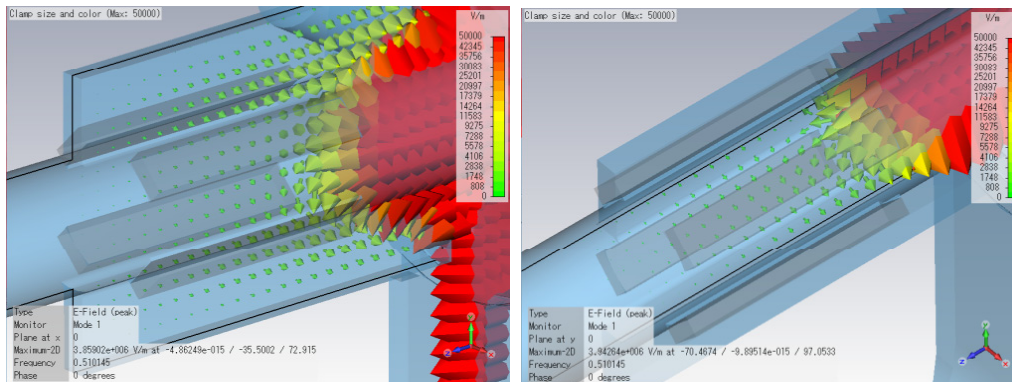 Clamp size and color (Max: 50000)
V/m
50000
42345
35756
30083
25201
20997
17379
14264
11583
9275
5578
4106
2838
1748
808
0
Type E-Field (peak)
Monitor Mode 1
Plane at x 0
Maximum-2D 3.85902e+006 V/m at -4.86249e-015 / -35.5002 / 72.915
Frequency 0.510145
Phase 0 degrees
y
z
x
Clamp size and color (Max: 50000)
V/m
50000
42345
35756
30083
25201
20997
17379
14264
11583
9275
5578
4106
2838
1748
808
0
Type E-Field (peak)
Monitor Mode 1
Plane at y 0
Maximum-2D 3.94264e+006 V/m at -70.4674 / -9.89514e-015 / 97.0533
Frequency 0.510145
Phase 0 degrees
y
z
x